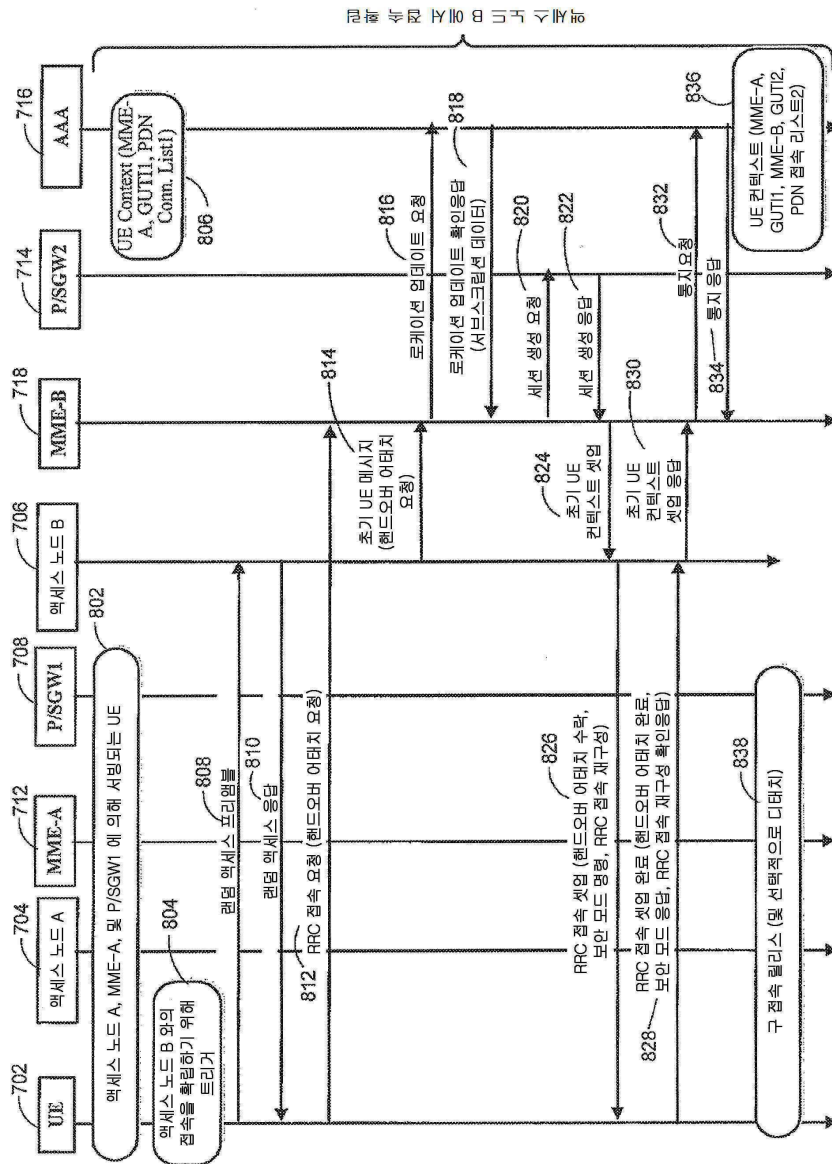 702
UE
704
액세스 노드 A
712
MME-A
708
P/SGW1
706
액세스 노드 B
718
MME-B
714
P/SGW2
716
AAA
802
액세스 노드 A, MME-A, 및 P/SGW1 에 의해 서빙되는 UE
804
액세스 노드 B 와의
접속을 확립하기 위해
트리거
UE Context (MME-
A, GUTI1, PDN
Conn. List1)
806
랜덤 액세스 프리앰블
808
랜덤 액세스 응답
810
RRC 접속 요청 (핸드오버 어태치 요청)
812
초기 UE 메시지
(핸드오버 어태치
요청)
814
로케이션 업데이트 요청
816
로케이션 업데이트 확인응답
(서브스크립션 데이터)
818
세션 생성 요청
820
세션 생성 응답
822
초기 UE
컨텍스트 셋업
824
RRC 접속 셋업 (핸드오버 어태치 수락,
보안 모드 명령, RRC 접속 재구성)
826
RRC 접속 셋업 완료 (핸드오버 어태치 완료,
보안 모드 응답, RRC 접속 재구성 확인응답)
828
초기 UE
컨텍스트
셋업 응답
830
통지요청
832
통지 응답
834
UE 컨텍스트 (MME-A,
GUTI1, MME-B, GUTI2,
PDN 접속 리스트2)
836
구 접속 릴리스 (및 선택적으로 디태치)
838
액세스 노드 B 에서 접속 확립